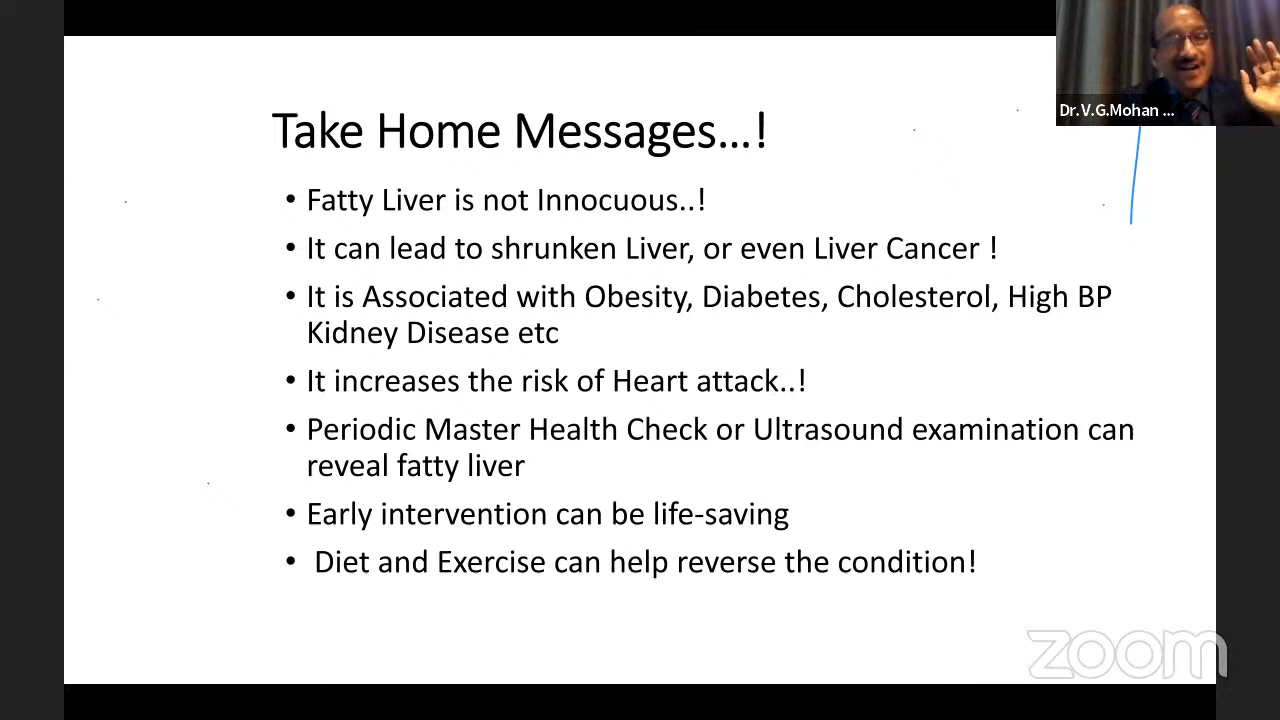 Dr.V.G.Mohan ...
Take Home Messages...!
• Fatty Liver is not Innocuous..!
• It can lead to shrunken Liver, or even Liver Cancer !
• It is Associated with Obesity, Diabetes, Cholesterol, High BP
Kidney Disease etc
• It increases the risk of Heart attack..!
• Periodic Master Health Check or Ultrasound examination can
reveal fatty liver
• Early intervention can be life-saving
• Diet and Exercise can help reverse the condition!
zoom